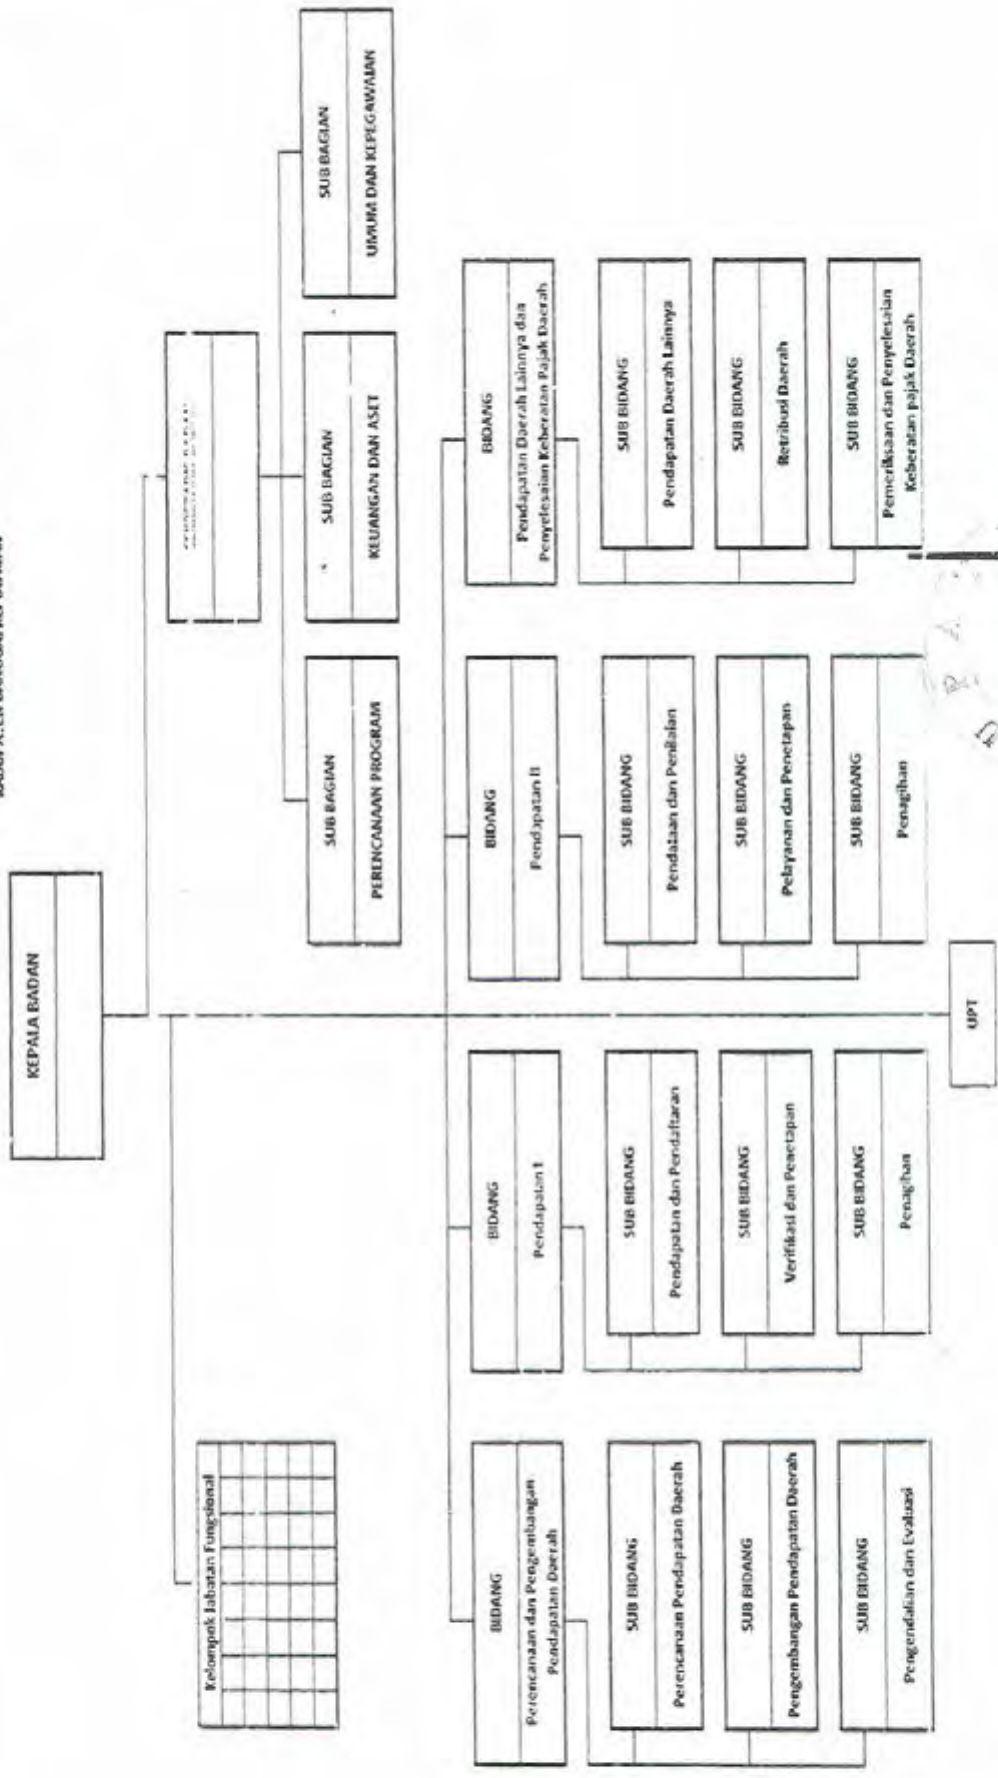 KEPALA BADAN
Kelompok Jabatan Fungsional
SUB BAGIAN
PERENCANAAN PROGRAM
SUB BAGIAN
KEUANGAN DAN ASET
SUB BAGIAN
UMUM DAN KEPEGAWAIAN
BIDANG
Perencanaan dan Pengembangan
Pendapatan Daerah
SUB BIDANG
Perencanaan Pendapatan Daerah
SUB BIDANG
Pengembangan Pendapatan Daerah
SUB BIDANG
Pengendalian dan Evaluasi
BIDANG
Pendapatan I
SUB BIDANG
Pendapatan dan Pendaftaran
SUB BIDANG
Verifikasi dan Penetapan
SUB BIDANG
Penagihan
BIDANG
Pendapatan II
SUB BIDANG
Pendataan dan Penilaian
SUB BIDANG
Pelayanan dan Penetapan
SUB BIDANG
Penagihan
BIDANG
Pendapatan Daerah Lainnya dan
Penyelesaian Keberatan Pajak Daerah
SUB BIDANG
Pendapatan Daerah Lainnya
SUB BIDANG
Retribusi Daerah
SUB BIDANG
Pemeriksaan dan Penyelesaian
Keberatan pajak Daerah
UPT